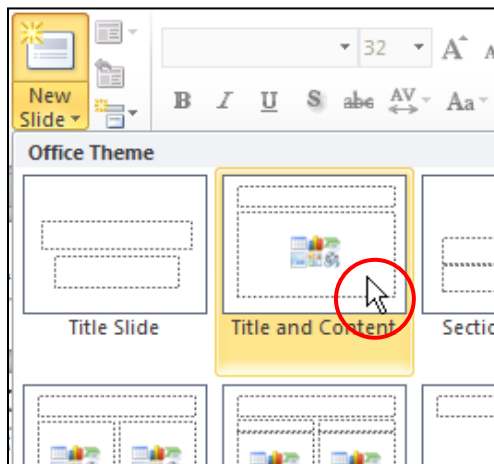 32
A
A
New
Slide
B I U S abc AV Aa
Office Theme
Title Slide
Title and Content
Sectio